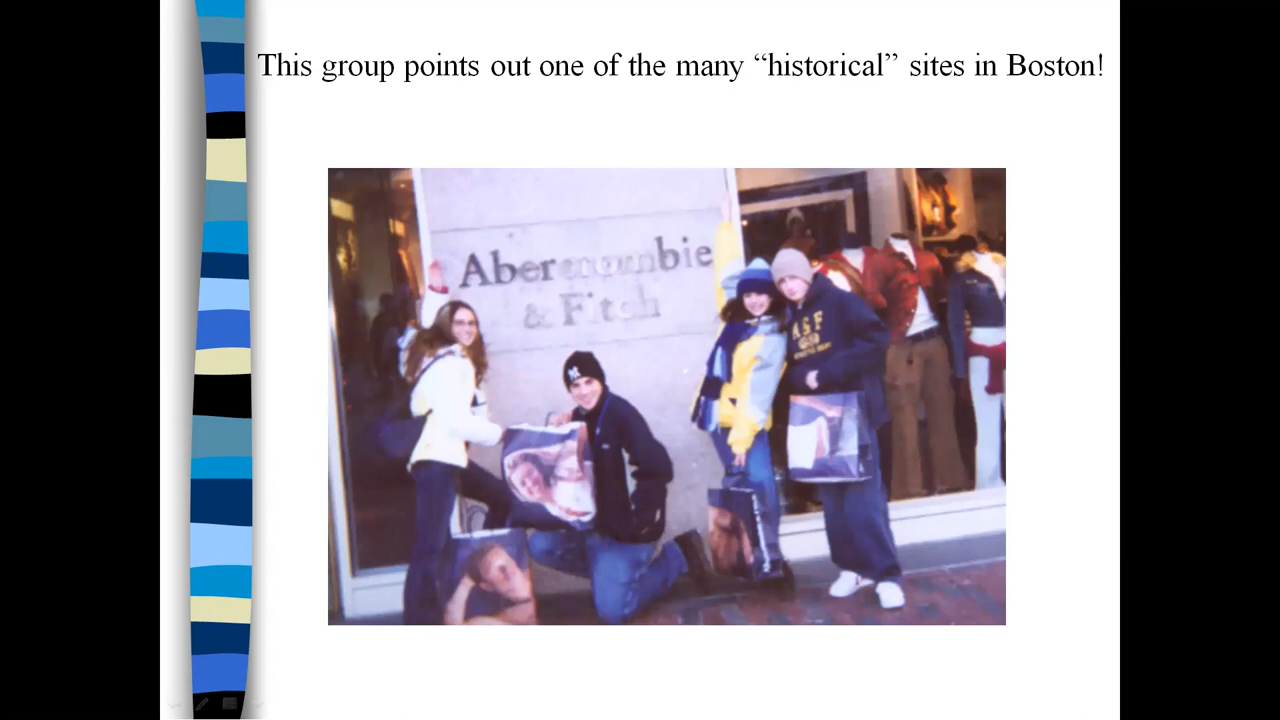 This group points out one of the many “historical” sites in Boston!
Abercrombie
& Fitch
A&F